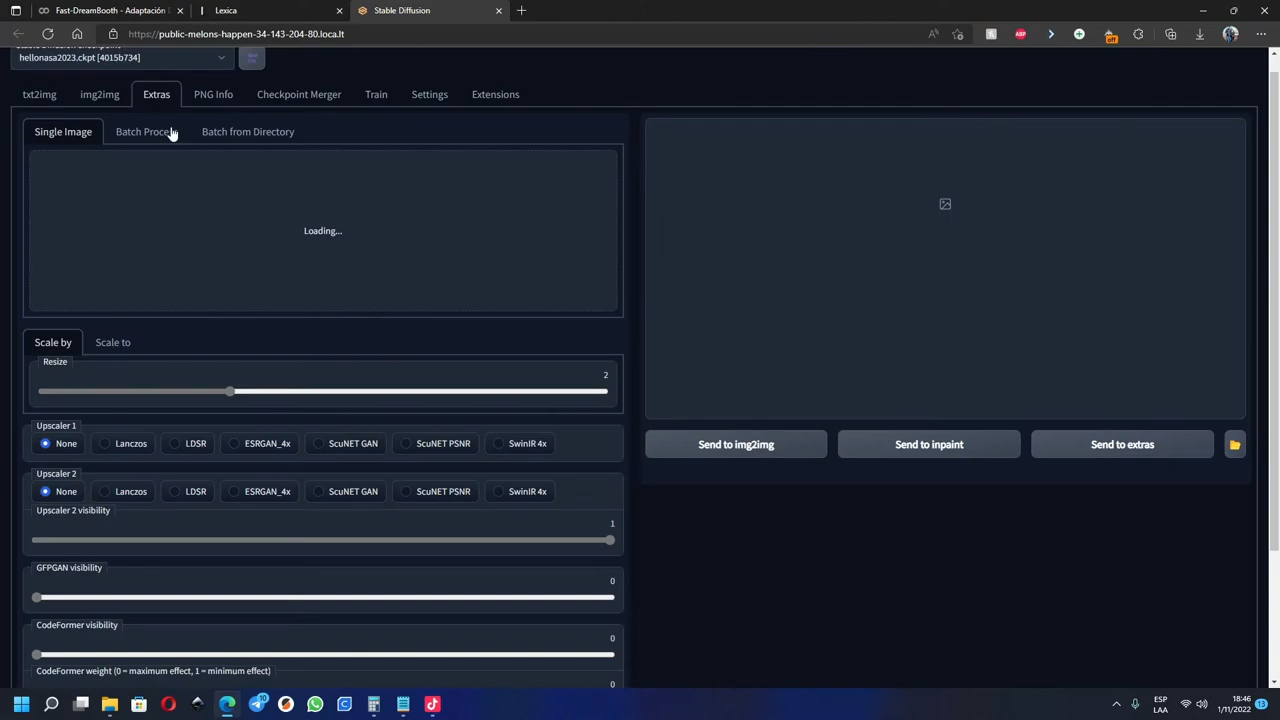 Fast-DreamBooth - Adaptación
Lexica
Stable Diffusion
https://public-melons-happen-34-143-204-80.loca.lt
hellonasa2023.ckpt [4015b734]
txt2img
img2img
Extras
PNG Info
Checkpoint Merger
Train
Settings
Extensions
Single Image
Batch
Batch from Directory
Loading...
Scale by
Scale to
Resize
2
Upscaler 1
None
Lanczos
LDSR
ESRGAN_4x
ScuNET GAN
ScuNET PSNR
SwinIR 4x
Upscaler 2
None
Lanczos
LDSR
ESRGAN_4x
ScuNET GAN
ScuNET PSNR
SwinIR 4x
Upscaler 2 visibility
1
GFPGAN visibility
0
CodeFormer visibility
0
CodeFormer weight (0 = maximum effect, 1 = minimum effect)
0
Send to img2img
Send to inpaint
Send to extras
ESP
LAA
18:46
1/11/2022
13